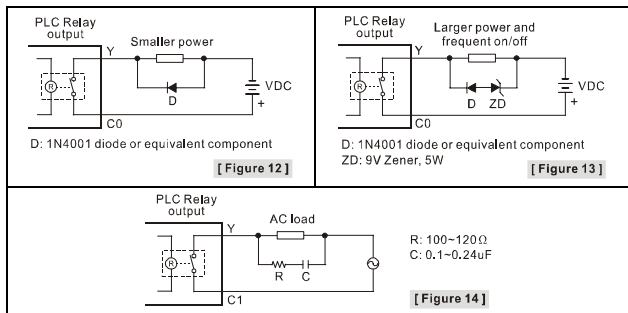 PLC Relay
output
Y
Smaller power
R
D
VDC
+
C0
D: 1N4001 diode or equivalent component
[ Figure 12 ]
PLC Relay
output
Y
Larger power and
frequent on/off
R
D
ZD
VDC
+
C0
D: 1N4001 diode or equivalent component
ZD: 9V Zener, 5W
[ Figure 13 ]
PLC Relay
output
Y
AC load
R
R
C
C1
R: 100~120Ω
C: 0.1~0.24uF
[ Figure 14 ]